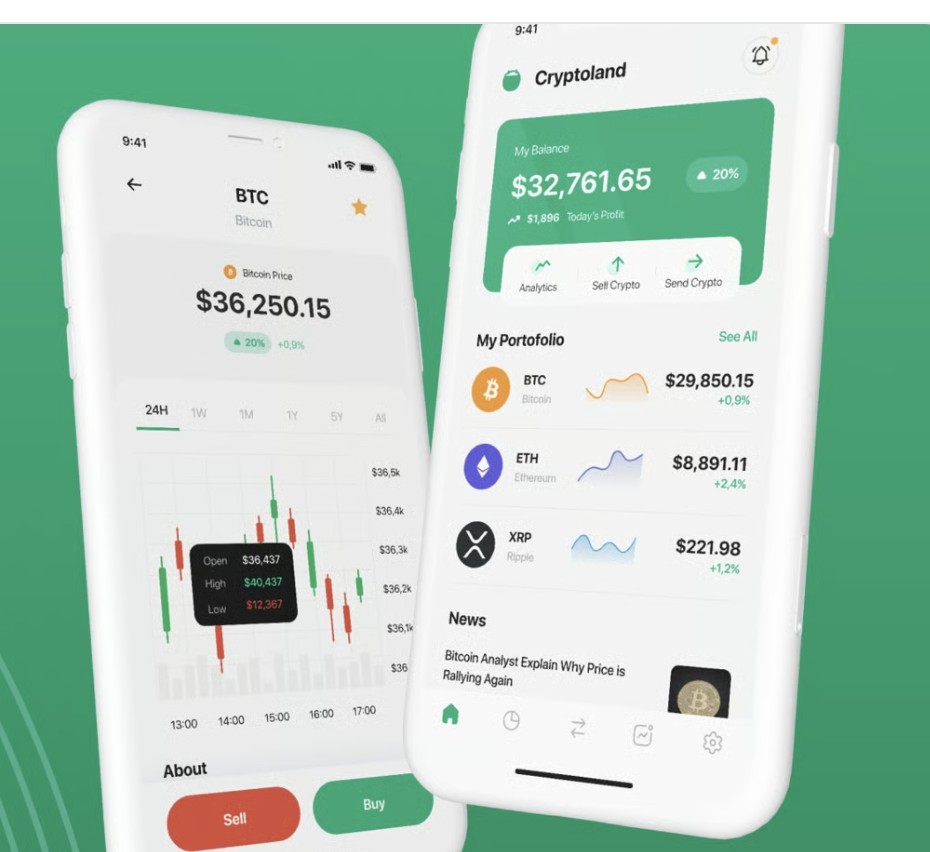 9:41
BTC
Bitcoin
Bitcoin Price
$36,250.15
20% +0,9%
24H 1W 1M 1Y 5Y All
$36,5k
$36,4k
$36,3k
$36,2k
$36,1k
$36
Open $36,437
High $40,437
Low $12,367
13:00 14:00 15:00 16:00 17:00
About
Sell Buy
9:41
Cryptoland
My Balance
$32,761.65 20%
$1,896 Today's Profit
Analytics Sell Crypto Send Crypto
My Portofolio See All
BTC $29,850.15
Bitcoin +0,9%
ETH $8,891.11
Ethereum +2,4%
XRP $221.98
Ripple +1,2%
News
Bitcoin Analyst Explain Why Price is
Rallying Again